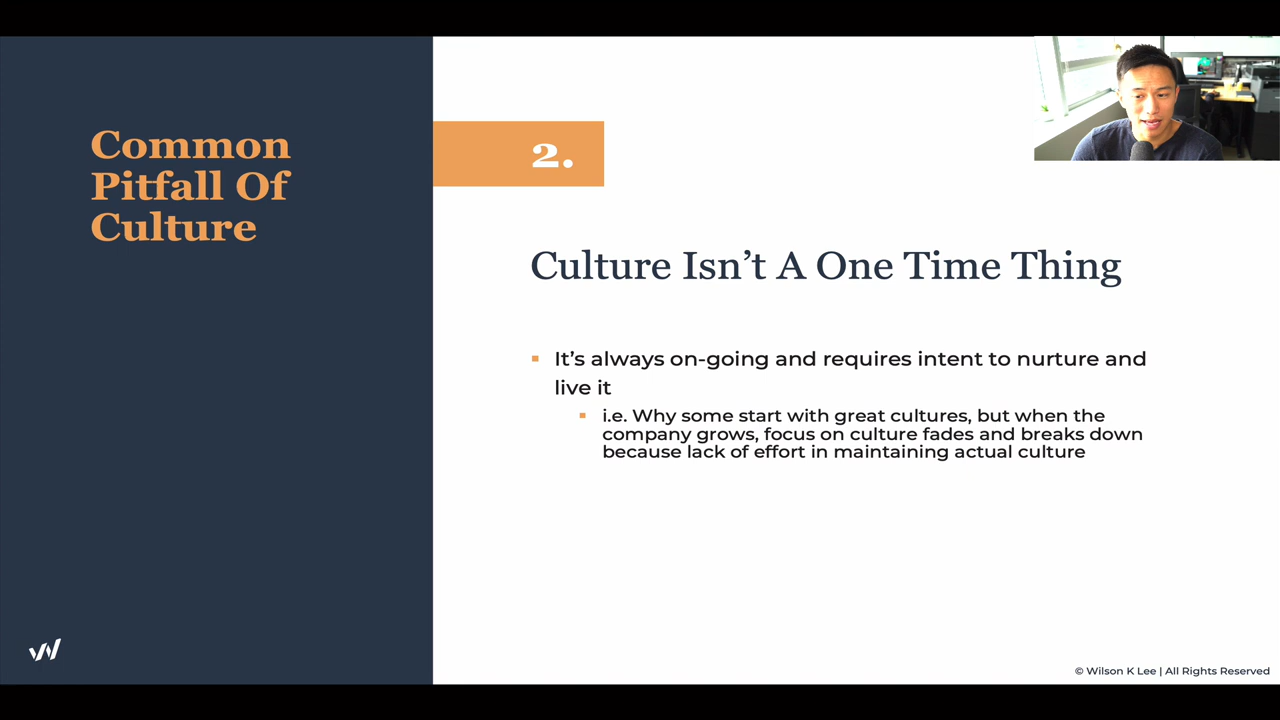 Common
Pitfall Of
Culture
2.
Culture Isn’t A One Time Thing
It’s always on-going and requires intent to nurture and
live it
i.e. Why some start with great cultures, but when the
company grows, focus on culture fades and breaks down
because lack of effort in maintaining actual culture
© Wilson K Lee | All Rights Reserved